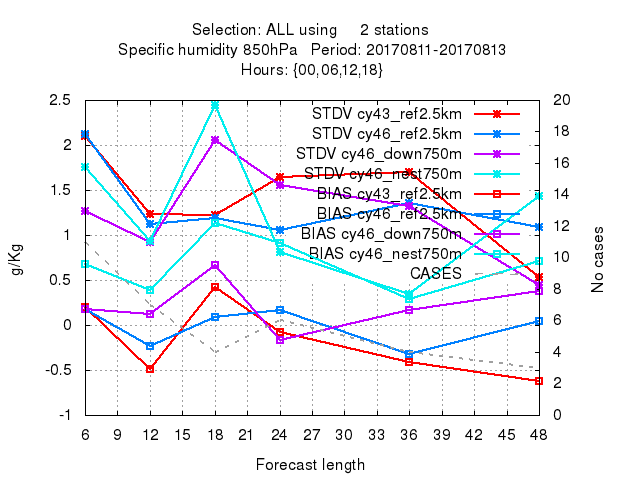 Selection: ALL using 2 stations
Specific humidity 850hPa Period: 20170811-20170813
Hours: {00,06,12,18}
2.5
2
1.5
1
0.5
0
-0.5
-1
g/Kg
STDV cy43_ref2.5km
STDV cy46_ref2.5km
STDV cy46_down750m
STDV cy46_nest750m
BIAS cy43_ref2.5km
BIAS cy46_ref2.5km
BIAS cy46_down750m
BIAS cy46_nest750m
CASES
20
18
16
14
12
10
8
6
4
2
0
No cases
6 9 12 15 18 21 24 27 30 33 36 39 42 45 48
Forecast length